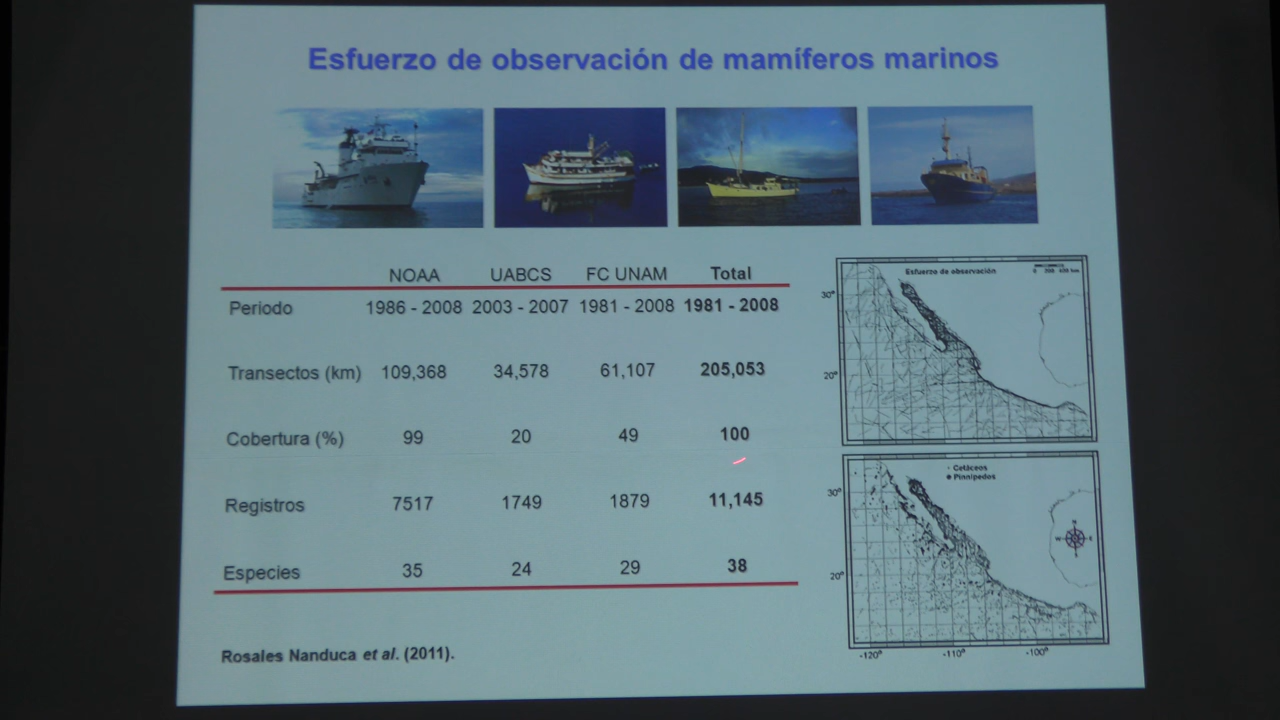 Esfuerzo de observación de mamíferos marinos
NOAA UABCS FC UNAM Total
Periodo 1986 - 2008 2003 - 2007 1981 - 2008 1981 - 2008
Transectos (km) 109,368 34,578 61,107 205,053
Cobertura (%) 99 20 49 100
Registros 7517 1749 1879 11,145
Especies 35 24 29 38
Rosales Nanduca et al. (2011).
Esfuerzo de observación
30°
20°
Cetáceos
Pinnípedos
30°
20°
N
W E
S
-120° -110° -100°